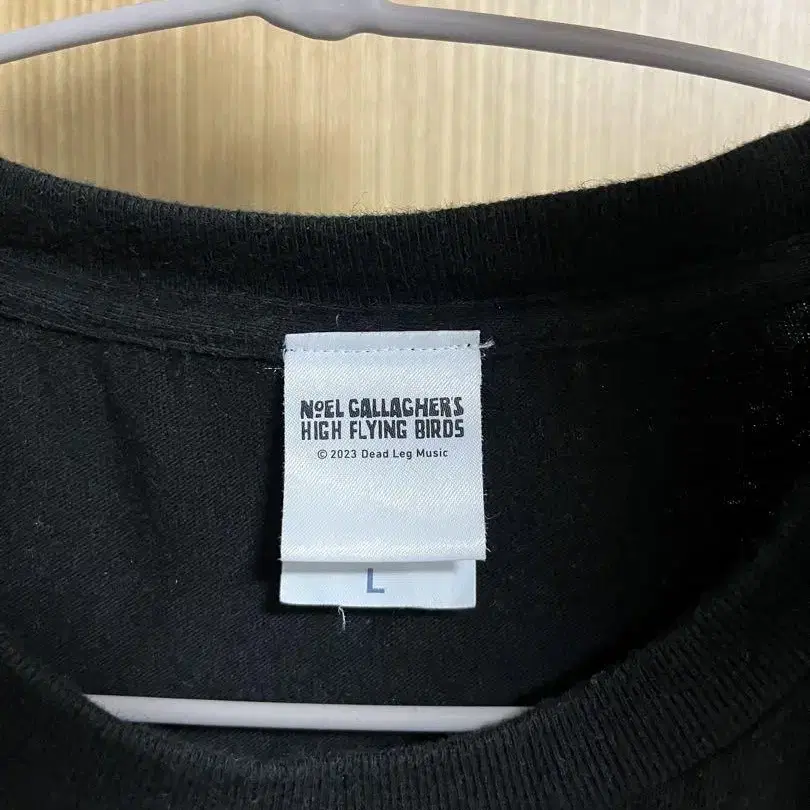 NOEL GALLAGHER'S
HIGH FLYING BIRDS
© 2023 Dead Leg Music
L